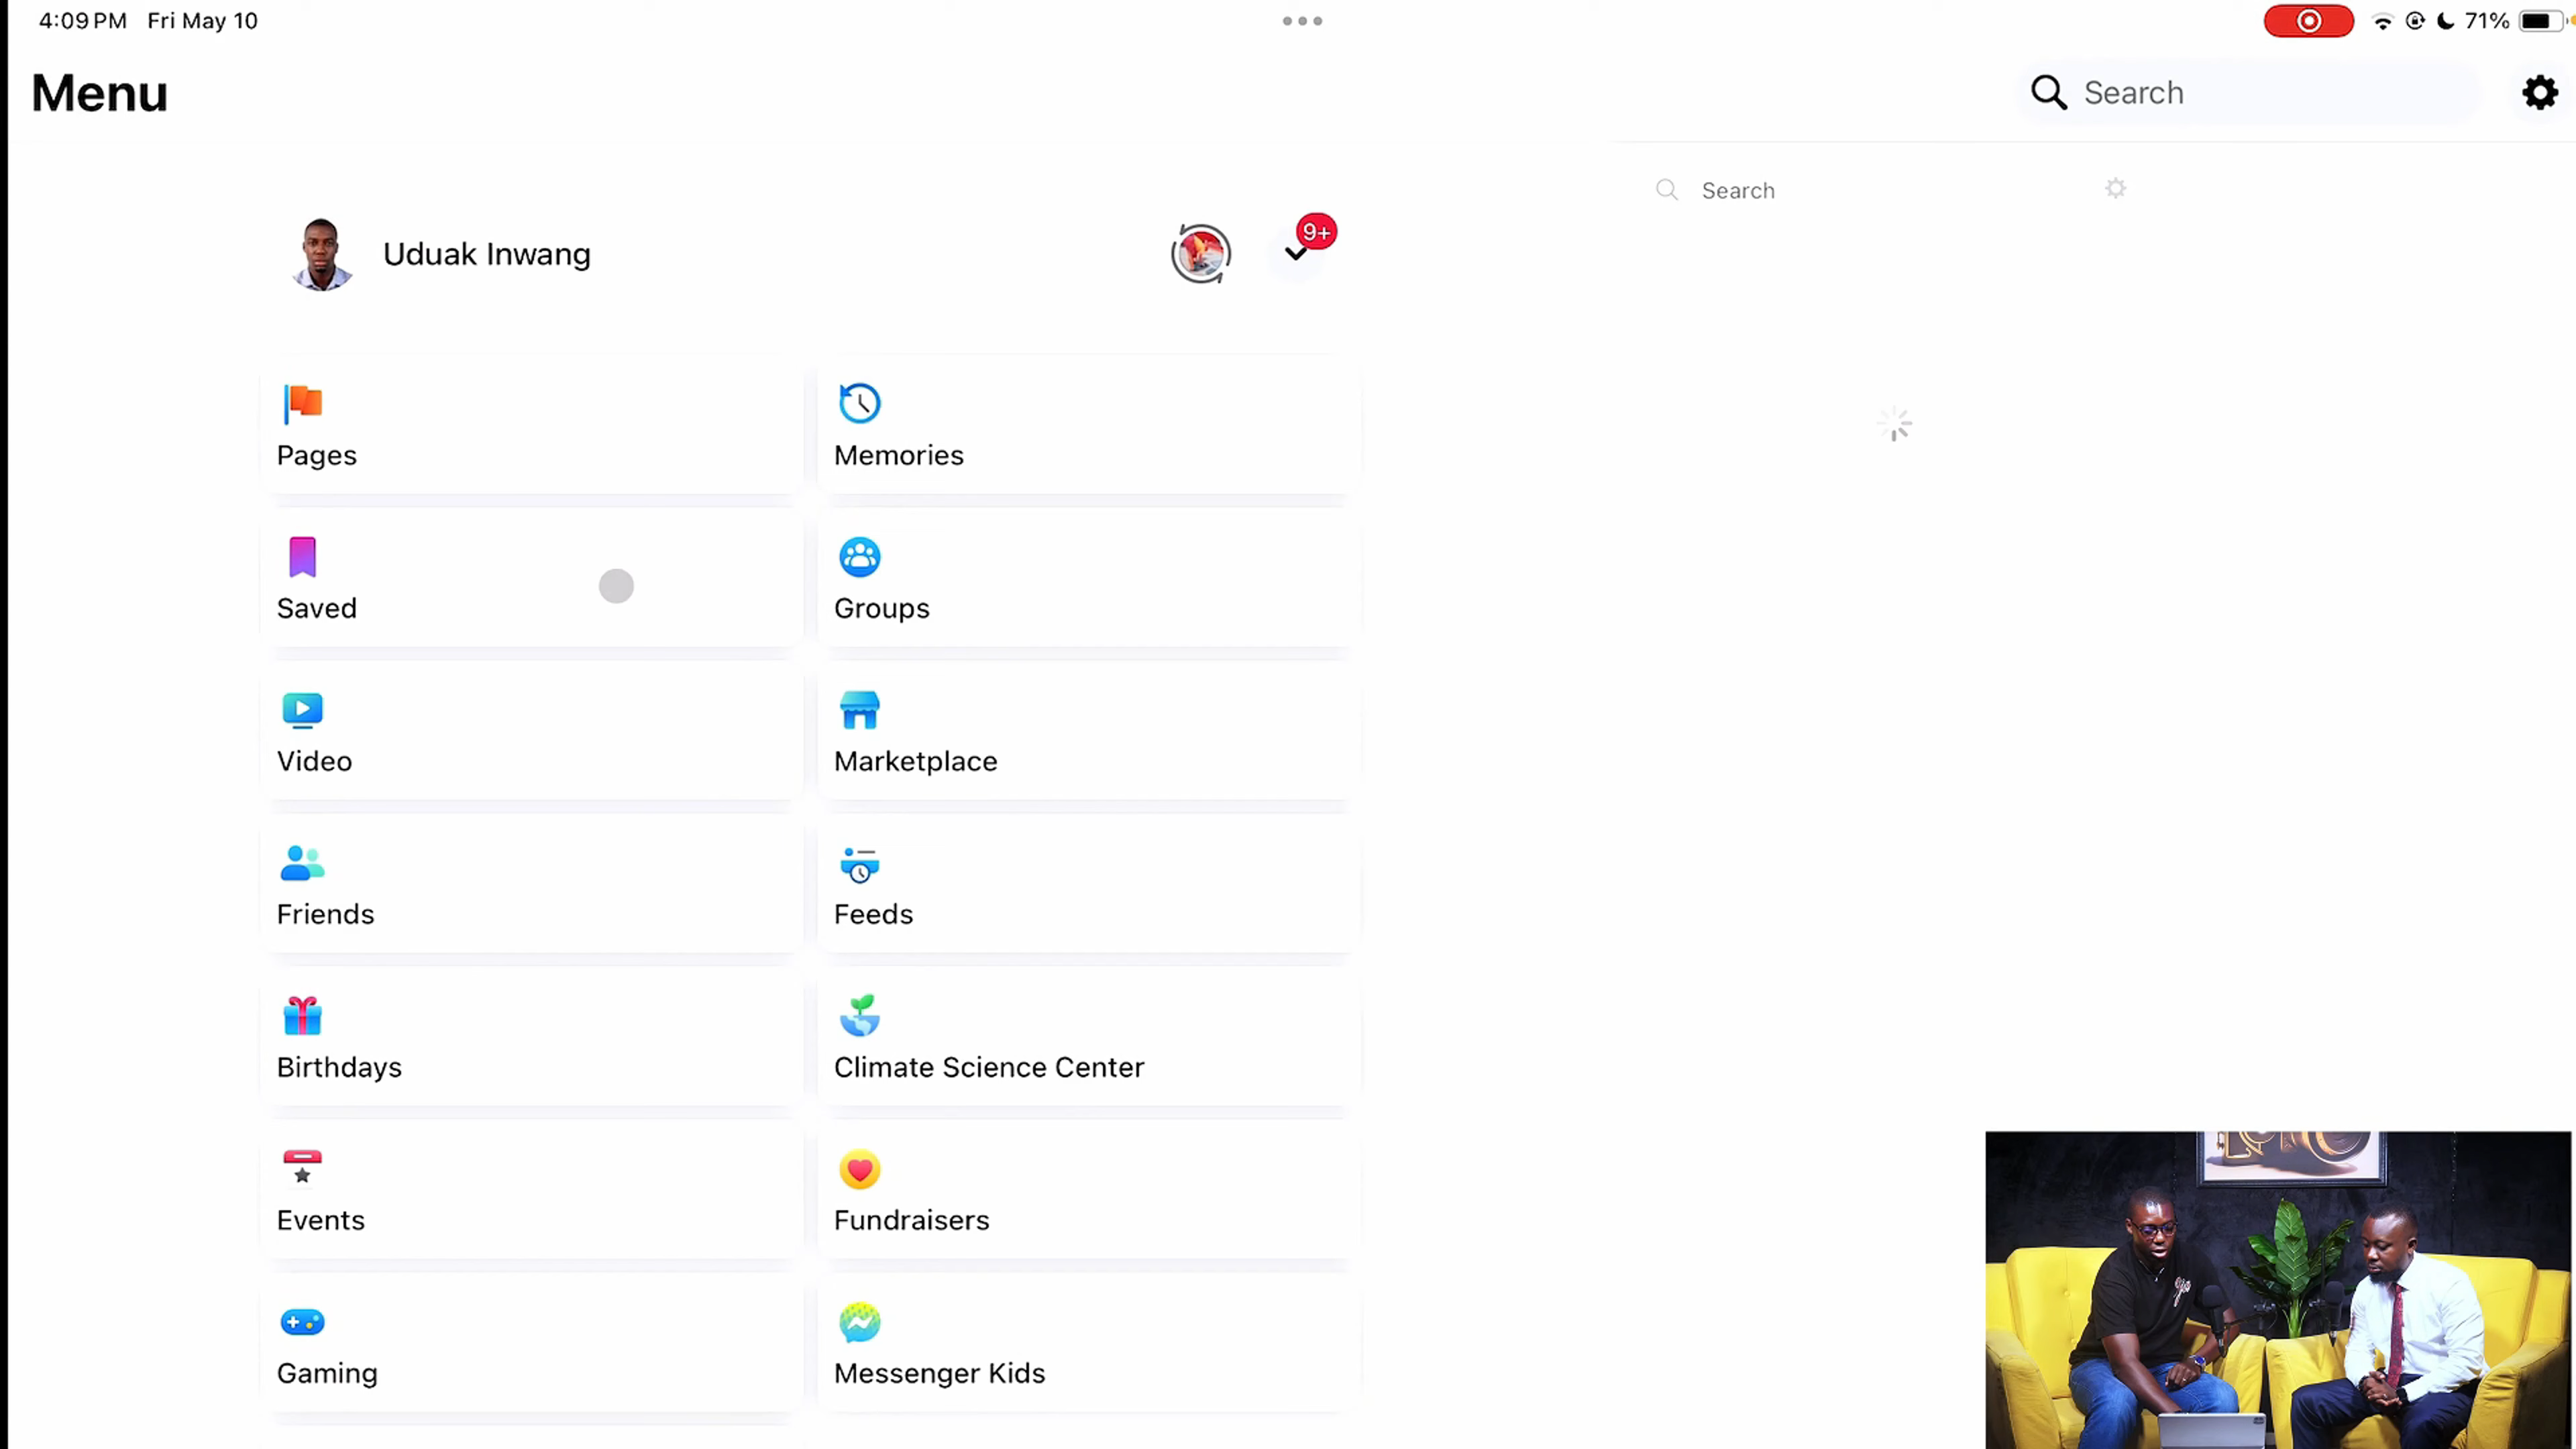 4:09 PM Fri May 10
71%
Menu
Search
Search
Uduak Inwang
9+
Pages
Memories
Saved
Groups
Video
Marketplace
Friends
Feeds
Birthdays
Climate Science Center
Events
Fundraisers
Gaming
Messenger Kids